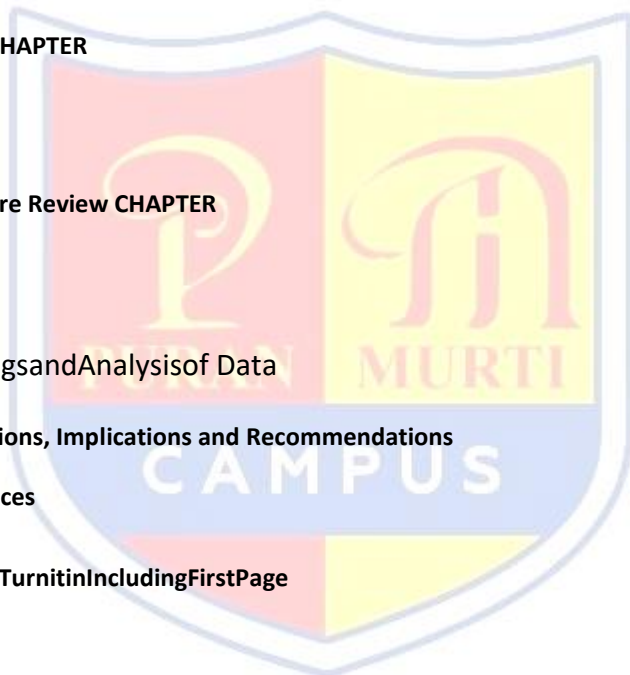 HAPTER
re Review CHAPTER
gsandAnalysisof Data
PURAN MURTI
ions, Implications and Recommendations
CAMPUS
ces
TurnitinIncludingFirstPage